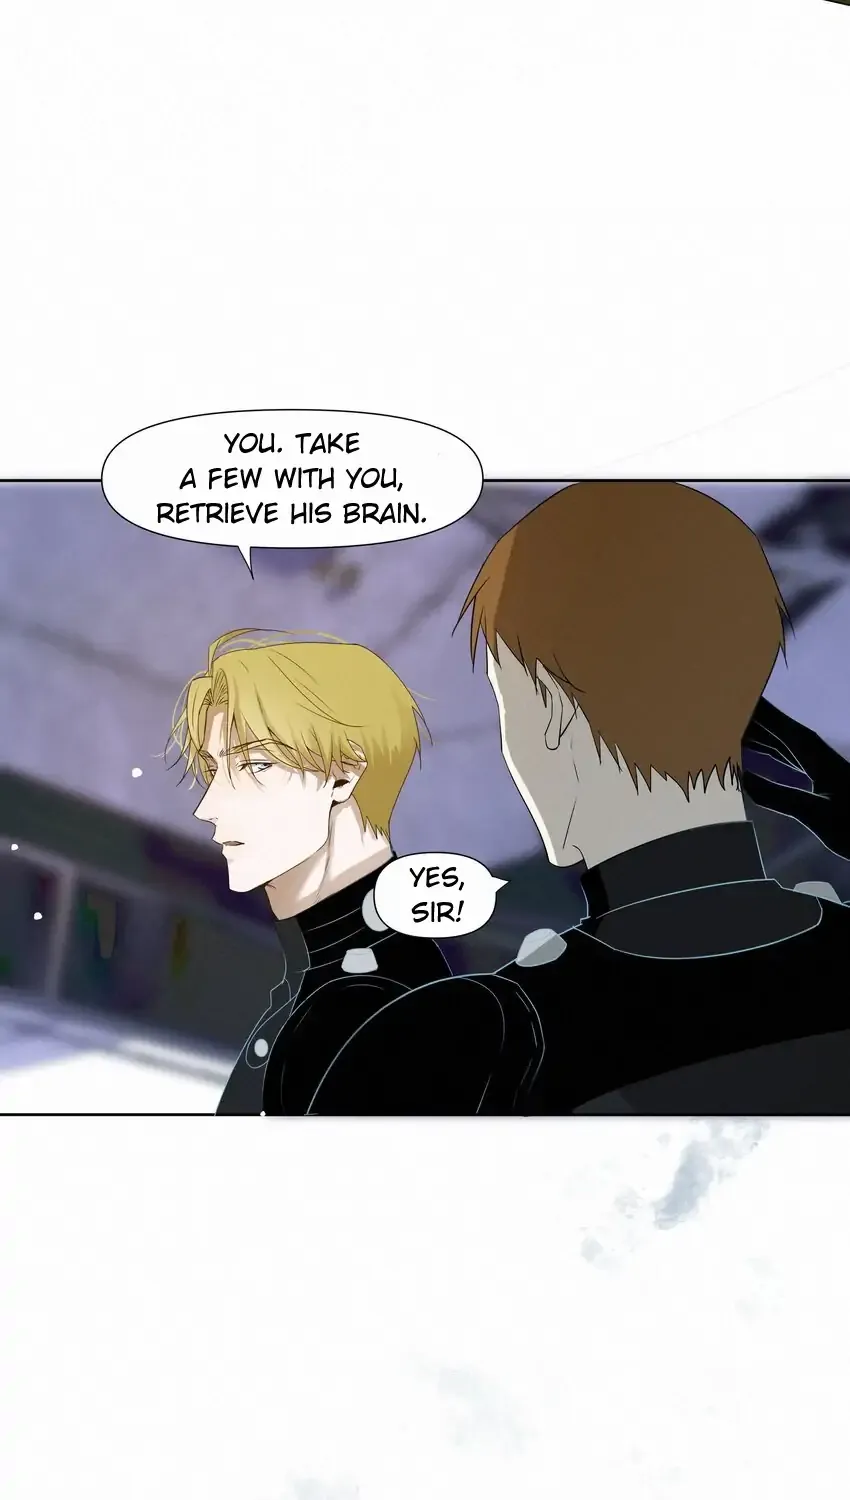 YOU. TAKE
A FEW WITH YOU,
RETRIEVE HIS BRAIN.
YES,
SIR!